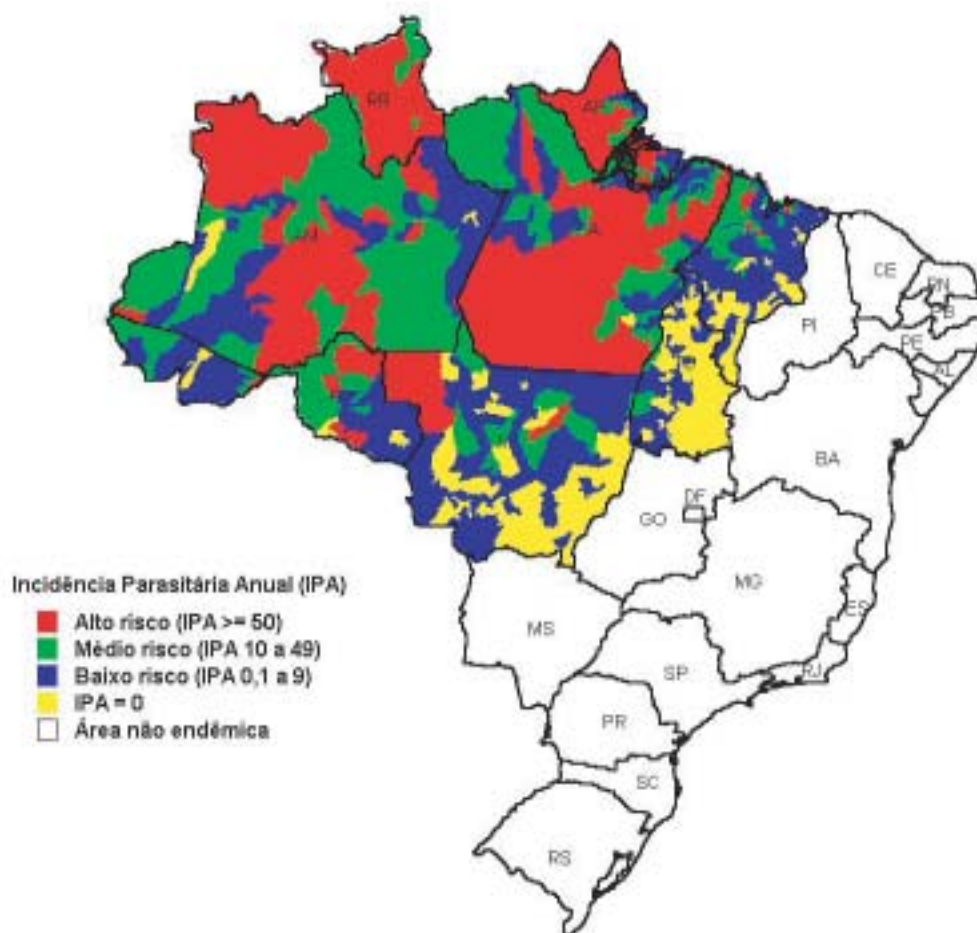 RR
AP
AM
PA
CE
RN
PB
PI
PE
AL
BA
DF
GO
MG
ES
MS
SP
RJ
PR
SC
RS
Incidência Parasitária Anual (IPA)
Alto risco (IPA >= 50)
Médio risco (IPA 10 a 49)
Baixo risco (IPA 0,1 a 9)
IPA = 0
Área não endêmica